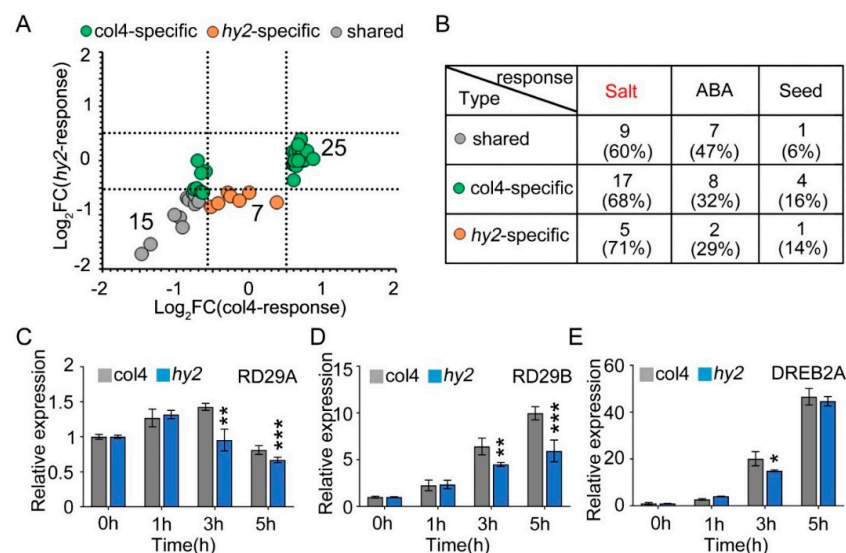 A
col4-specific hy2-specific shared
2
1
0
-1
-2
Log2FC(hy2-response)
25
15
7
-2 -1 0 1 2
Log2FC(col4-response)
B
response
Type
Salt ABA Seed
shared 9 7 1
(60%) (47%) (6%)
col4-specific 17 8 4
(68%) (32%) (16%)
hy2-specific 5 2 1
(71%) (29%) (14%)
C
Relative expression
2
1.5
1
0.5
0
col4 hy2 RD29A
** ***
0h 1h 3h 5h
Time(h)
D
Relative expression
15
10
5
0
col4 hy2 RD29B
** ***
0h 1h 3h 5h
Time(h)
E
Relative expression
60
40
20
0
col4 hy2 DREB2A
*
0h 1h 3h 5h
Time(h)